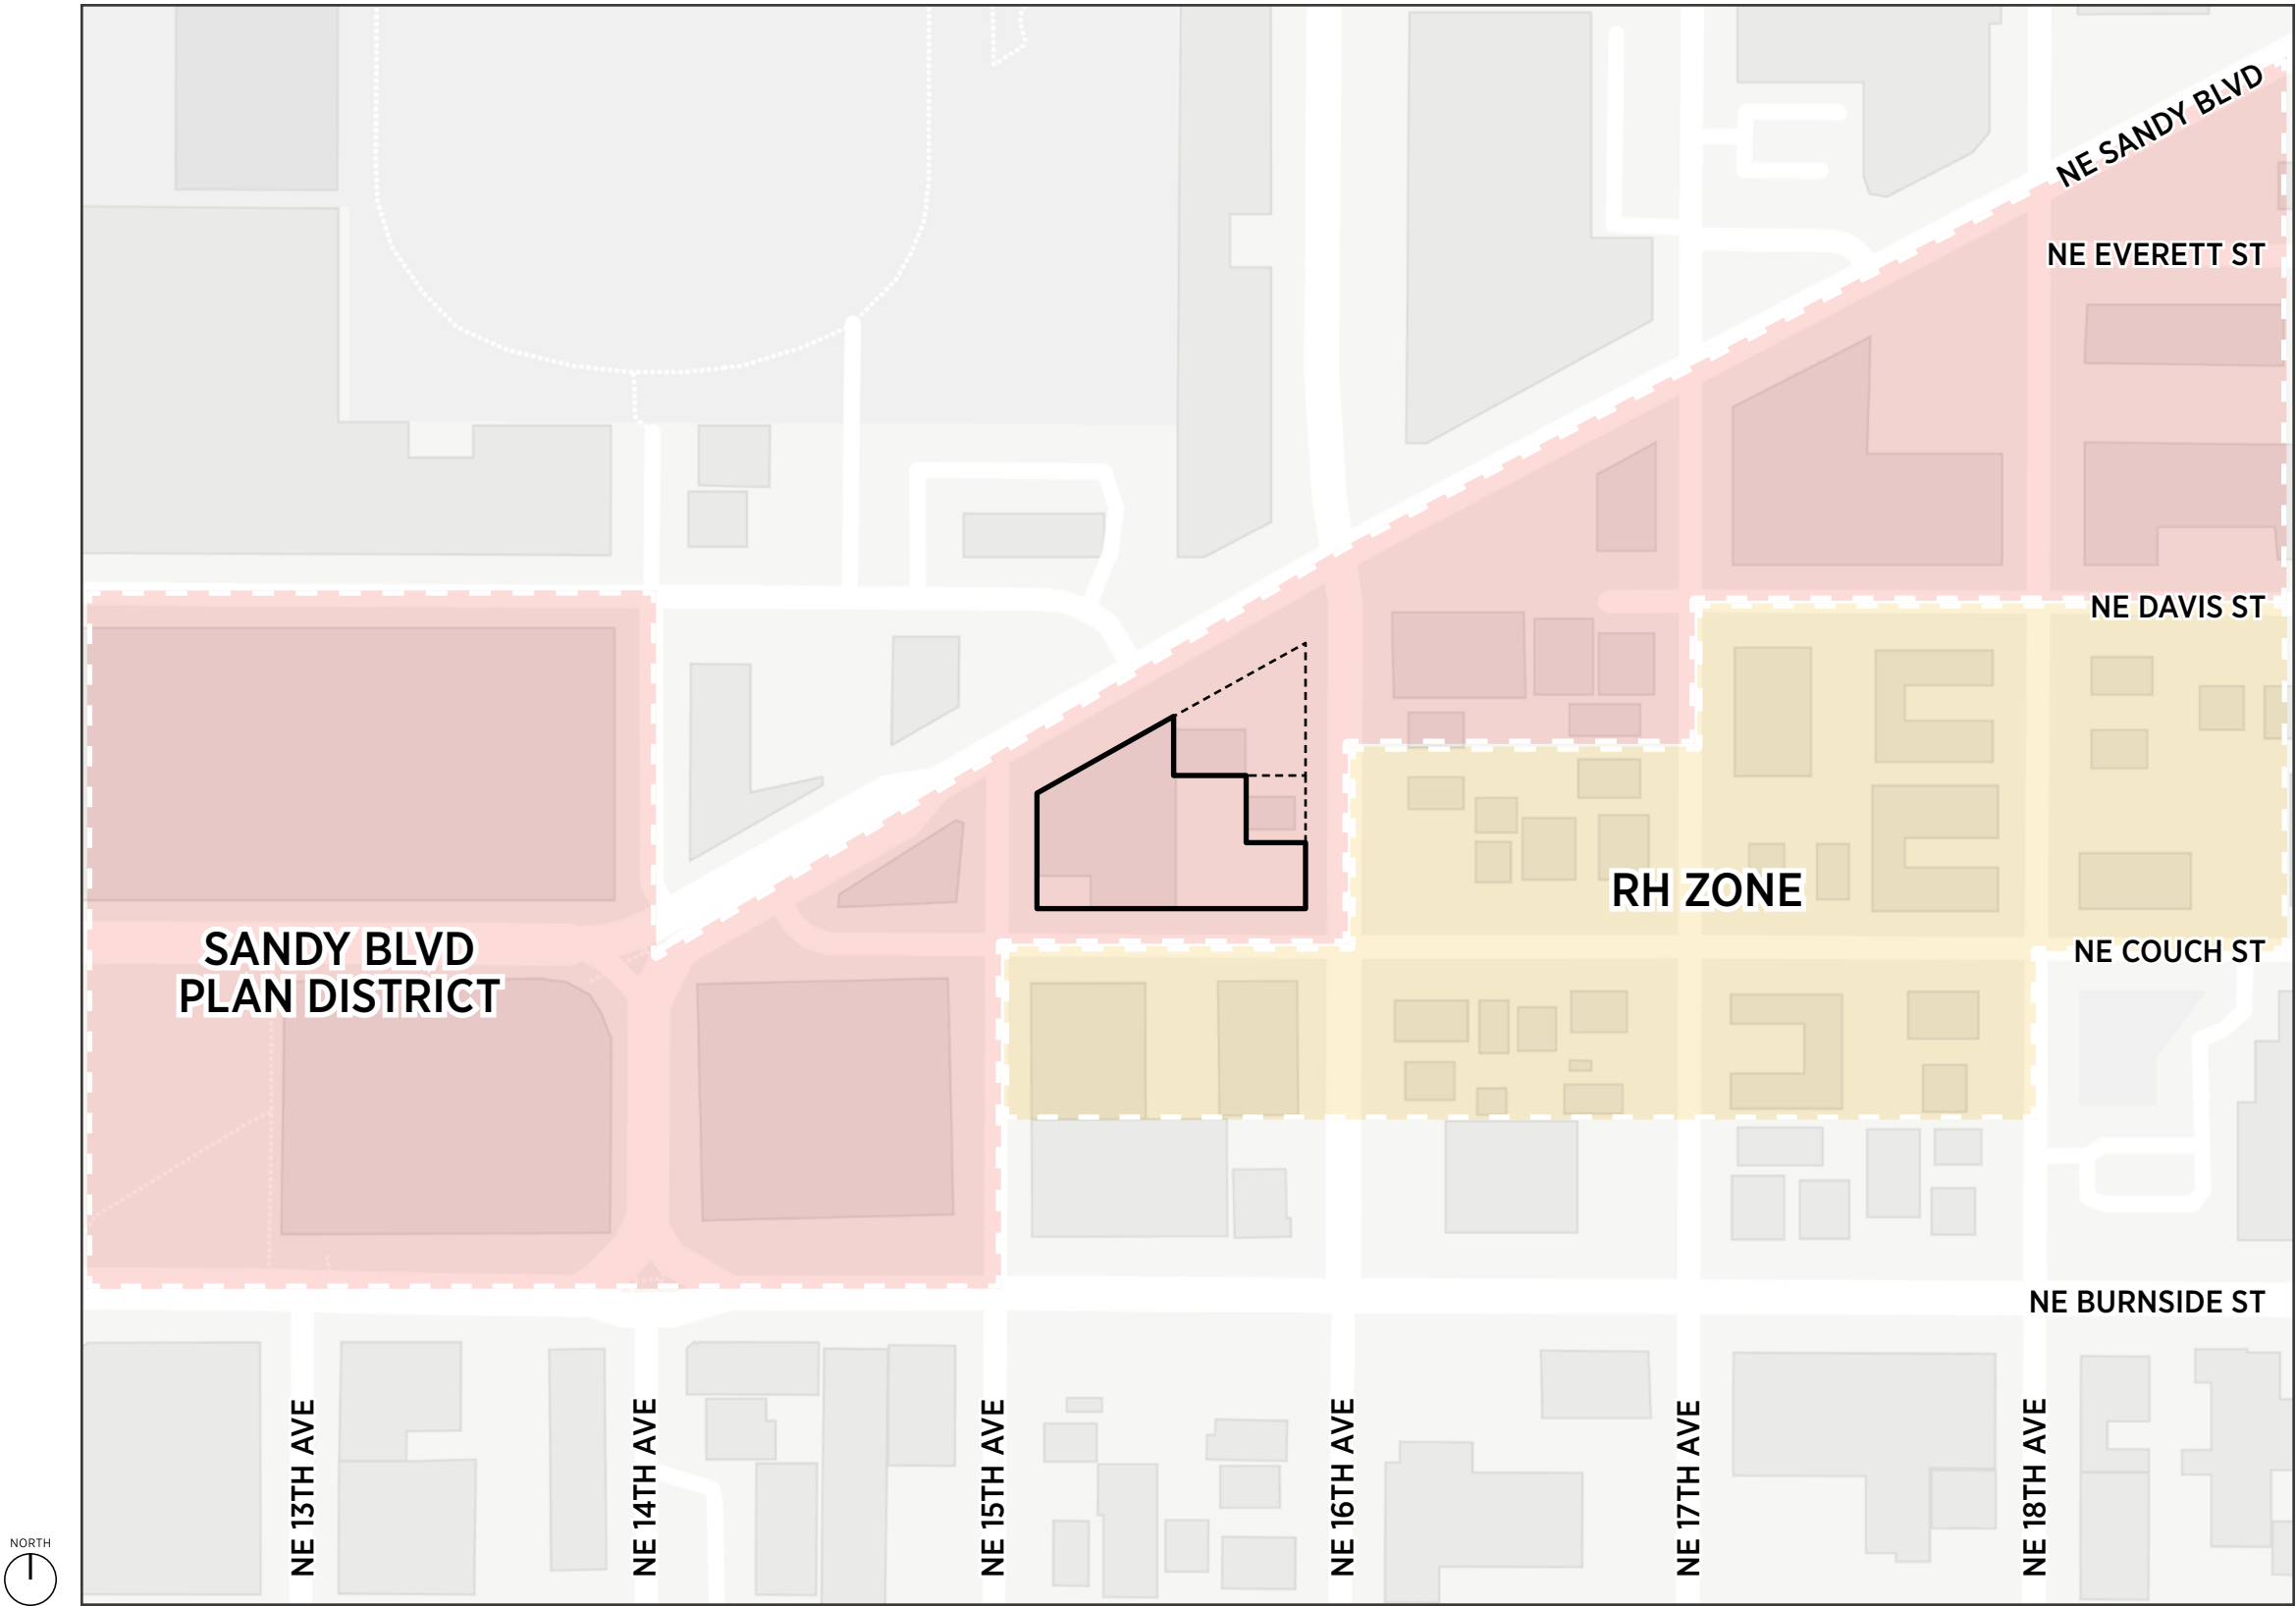 NE SANDY BLVD
NE EVERETT ST
NE DAVIS ST
RH ZONE
SANDY BLVD
PLAN DISTRICT
NE COUCH ST
NE BURNSIDE ST
NE 13TH AVE
NE 14TH AVE
NE 15TH AVE
NE 16TH AVE
NE 17TH AVE
NE 18TH AVE
NORTH